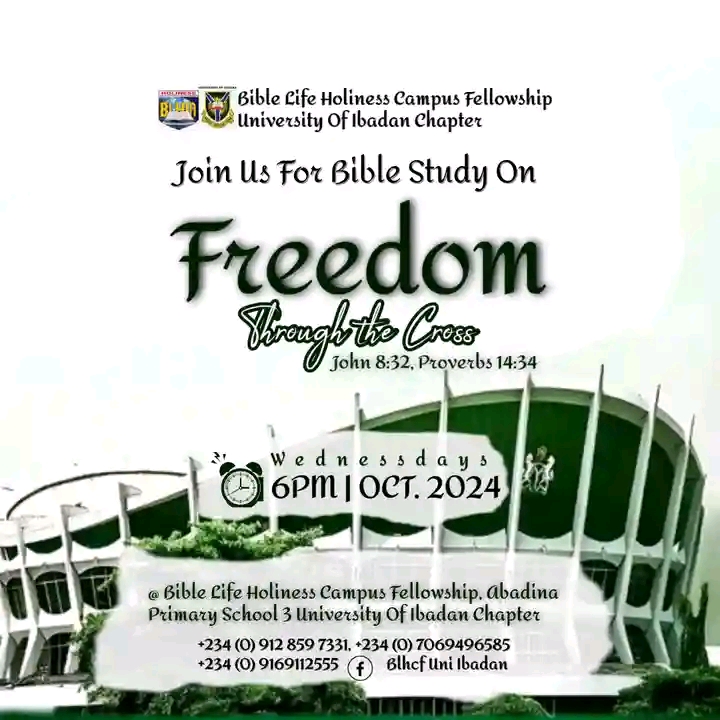 HOLINESS
Bible Life Holiness Campus Fellowship
University Of Ibadan Chapter
Join Us For Bible Study On
Freedom
Through the Cross
John 8:32, Proverbs 14:34
Wednessdays
6PM | OCT. 2024
@ Bible Life Holiness Campus Fellowship, Abadina
Primary School 3 University Of Ibadan Chapter
+234 (0) 912 859 7331, +234 (0) 7069496585
+234 (0) 9169112555 f Blhcf Uni Ibadan